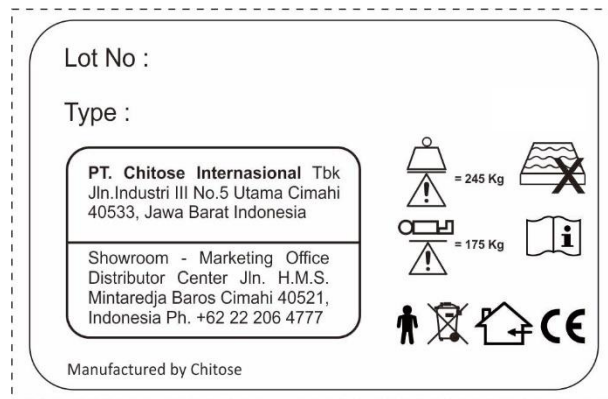 Lot No :
Type :
PT. Chitose Internasional Tbk
Jln.Industri III No.5 Utama Cimahi
40533, Jawa Barat Indonesia
Showroom - Marketing Office
Distributor Center Jln. H.M.S.
Mintaredja Baros Cimahi 40521,
Indonesia Ph. +62 22 206 4777
Manufactured by Chitose
= 245 Kg
= 175 Kg
i
CE